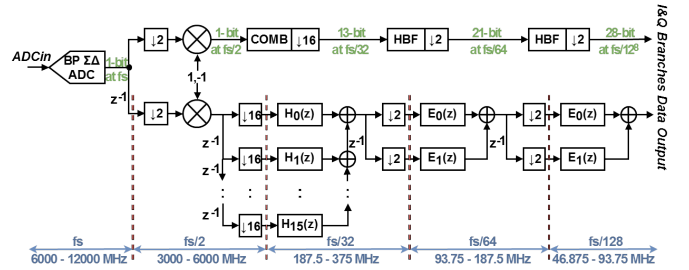 ADCin
BP ΣΔ
ADC
1-bit
at fs
z-1
↓2
1-bit
at fs/2
COMB ↓16
13-bit
at fs/32
HBF ↓2
21-bit
at fs/64
HBF ↓2
28-bit
at fs/128
I&Q Branches Data Output
1,-1
↓2
↓16
H0(z)
↓2
E0(z)
↓2
E0(z)
z-1
↓16
H1(z)
z-1
↓2
E1(z)
z-1
↓2
E1(z)
z-1
z-1
↓16
H15(z)
fs
fs/2
fs/32
fs/64
fs/128
6000 - 12000 MHz
3000 - 6000 MHz
187.5 - 375 MHz
93.75 - 187.5 MHz
46.875 - 93.75 MHz